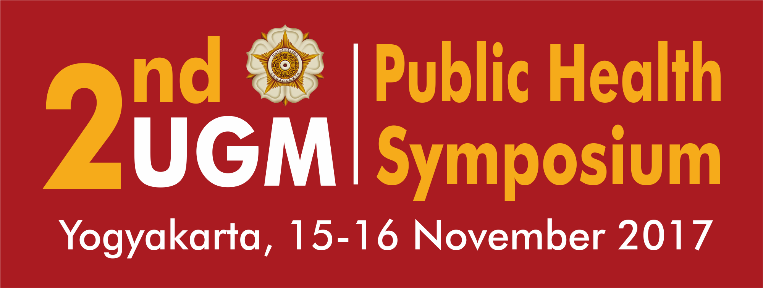 2nd UGM
Public Health
Symposium
Yogyakarta, 15-16 November 2017